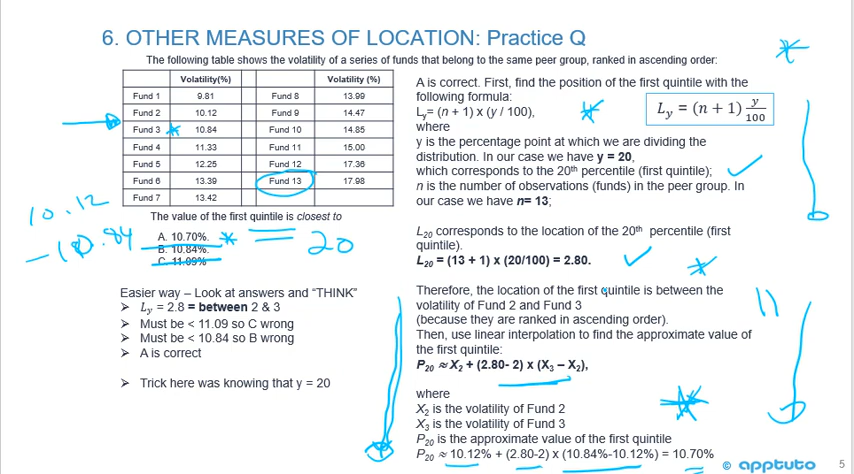 6. OTHER MEASURES OF LOCATION: Practice Q
The following table shows the volatility of a series of funds that belong to the same peer group, ranked in ascending order:
Volatility(%) Volatility (%)
Fund 1 9.81 Fund 8 13.99
Fund 2 10.12 Fund 9 14.47
Fund 3 10.84 Fund 10 14.85
Fund 4 11.33 Fund 11 15.00
Fund 5 12.25 Fund 12 17.36
Fund 6 13.39 Fund 13 17.98
Fund 7 13.42
The value of the first quintile is closest to
A. 10.70%.
B. 10.84%.
C. 11.09%
10.12
- 10.84
= 20
Easier way – Look at answers and “THINK”
➢ Ly = 2.8 = between 2 & 3
➢ Must be < 11.09 so C wrong
➢ Must be < 10.84 so B wrong
➢ A is correct
➢ Trick here was knowing that y = 20
A is correct. First, find the position of the first quintile with the
following formula:
Ly= (n + 1) x (y / 100),
Ly = (n + 1) y/100
where
y is the percentage point at which we are dividing the
distribution. In our case we have y = 20,
which corresponds to the 20th percentile (first quintile);
n is the number of observations (funds) in the peer group. In
our case we have n= 13;
L20 corresponds to the location of the 20th percentile (first
quintile).
L20 = (13 + 1) x (20/100) = 2.80.
Therefore, the location of the first quintile is between the
volatility of Fund 2 and Fund 3
(because they are ranked in ascending order).
Then, use linear interpolation to find the approximate value of
the first quintile:
P20 ≈ X2 + (2.80- 2) x (X3 – X2),
where
X2 is the volatility of Fund 2
X3 is the volatility of Fund 3
P20 is the approximate value of the first quintile
P20 ≈ 10.12% + (2.80-2) x (10.84%-10.12%) = 10.70%
© apptuto
5